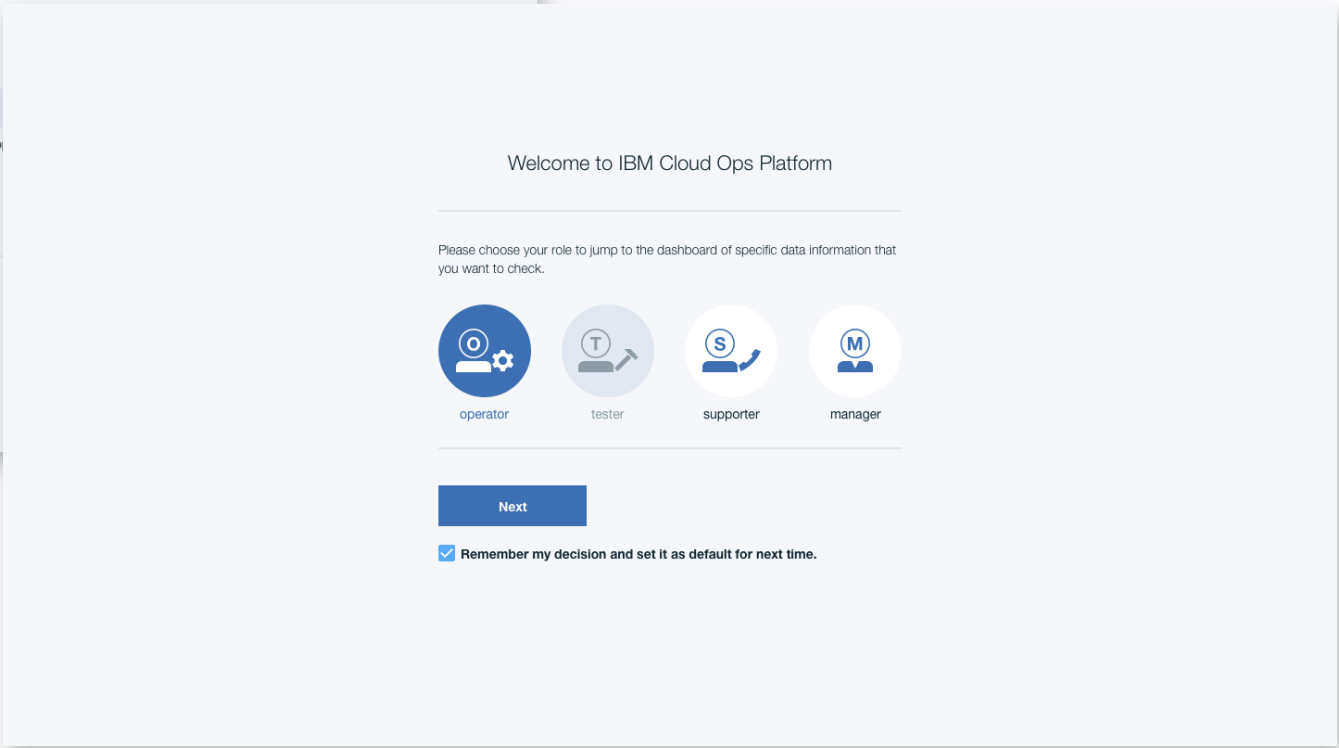 Welcome to IBM Cloud Ops Platform
Please choose your role to jump to the dashboard of specific data information that
you want to check.
O T S M
operator tester supporter manager
Next
Remember my decision and set it as default for next time.